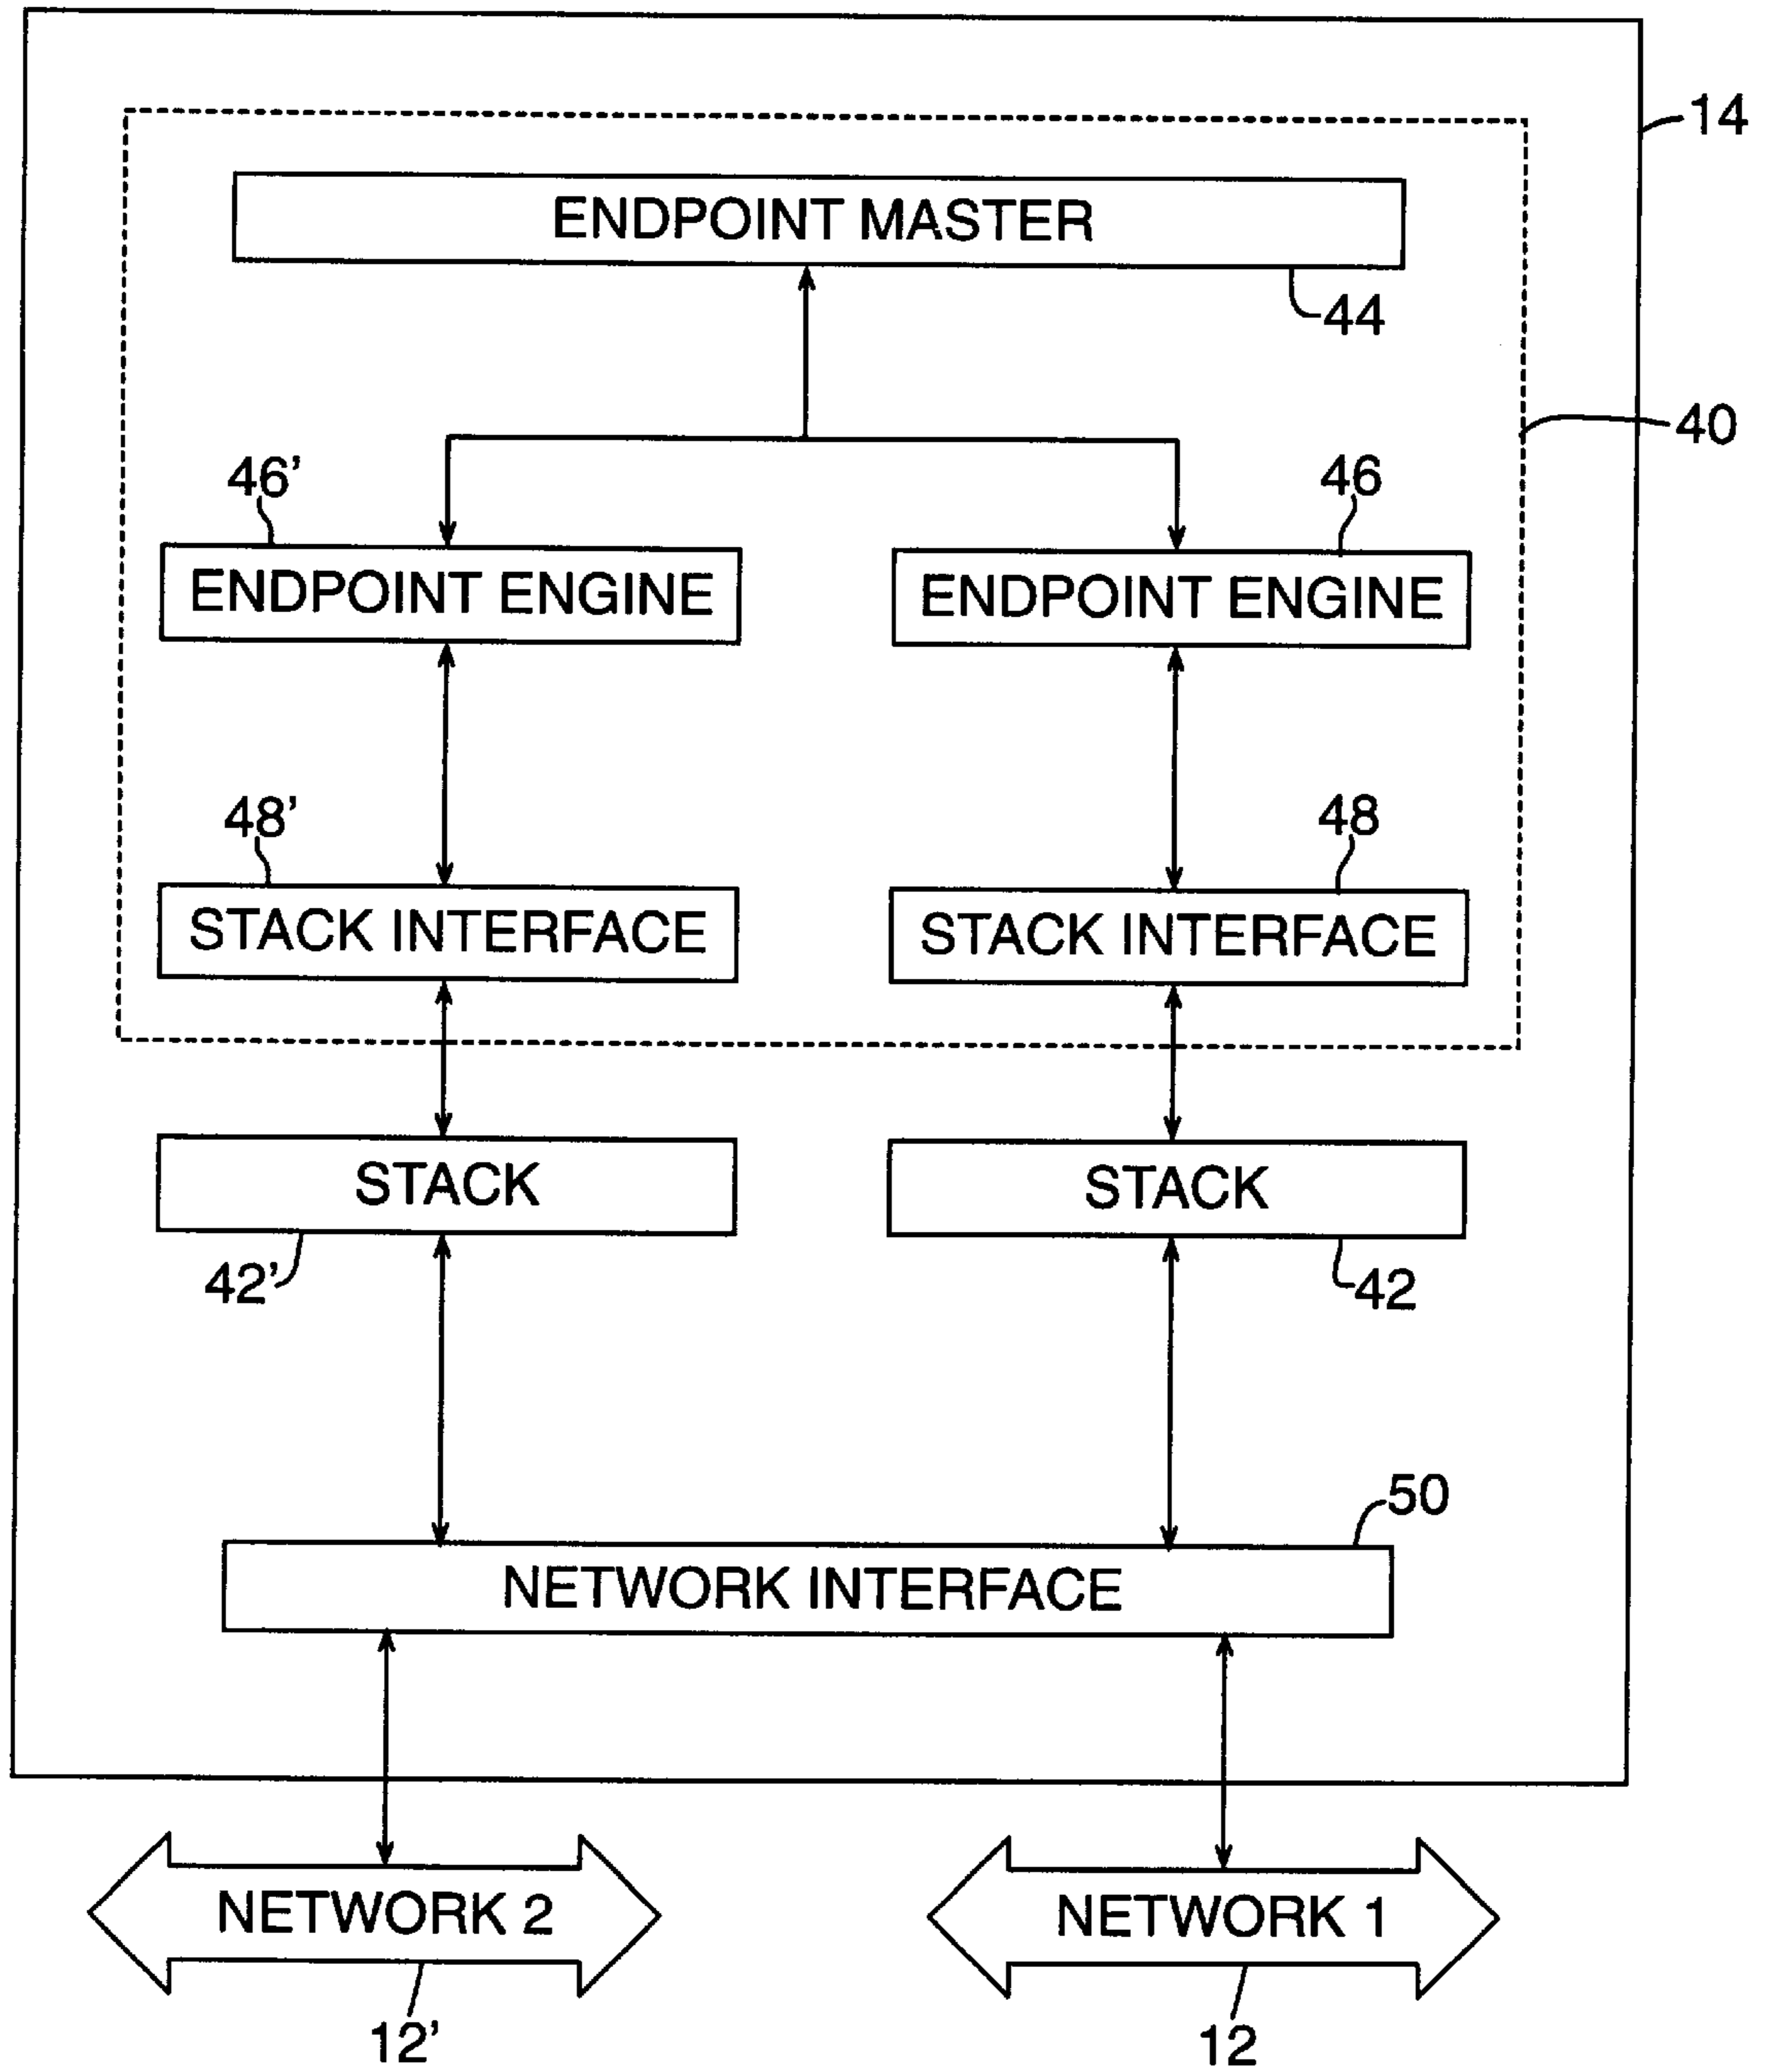 14
ENDPOINT MASTER
44
40
46’
46
ENDPOINT ENGINE
ENDPOINT ENGINE
48’
48
STACK INTERFACE
STACK INTERFACE
STACK
STACK
42’
42
50
NETWORK INTERFACE
NETWORK 2
NETWORK 1
12’
12